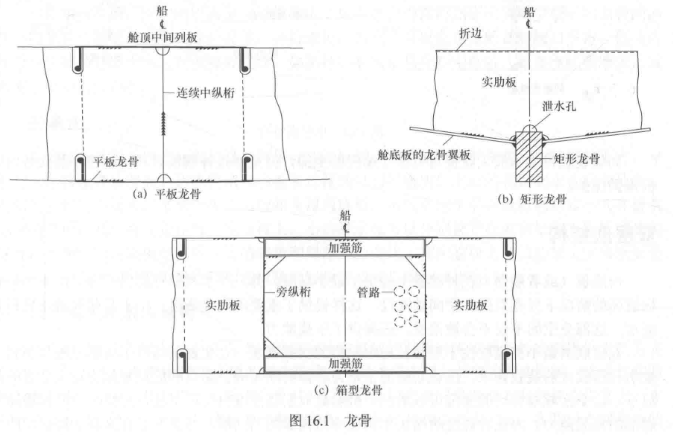 船
℄
舱顶中间列板
连续中纵桁
平板龙骨
(a) 平板龙骨
船
℄
折边
实肋板
泄水孔
舱底板的龙骨翼板
矩形龙骨
(b) 矩形龙骨
船
℄
加强筋
实肋板
旁纵桁
管路
实肋板
加强筋
(c) 箱型龙骨
图 16.1 龙骨